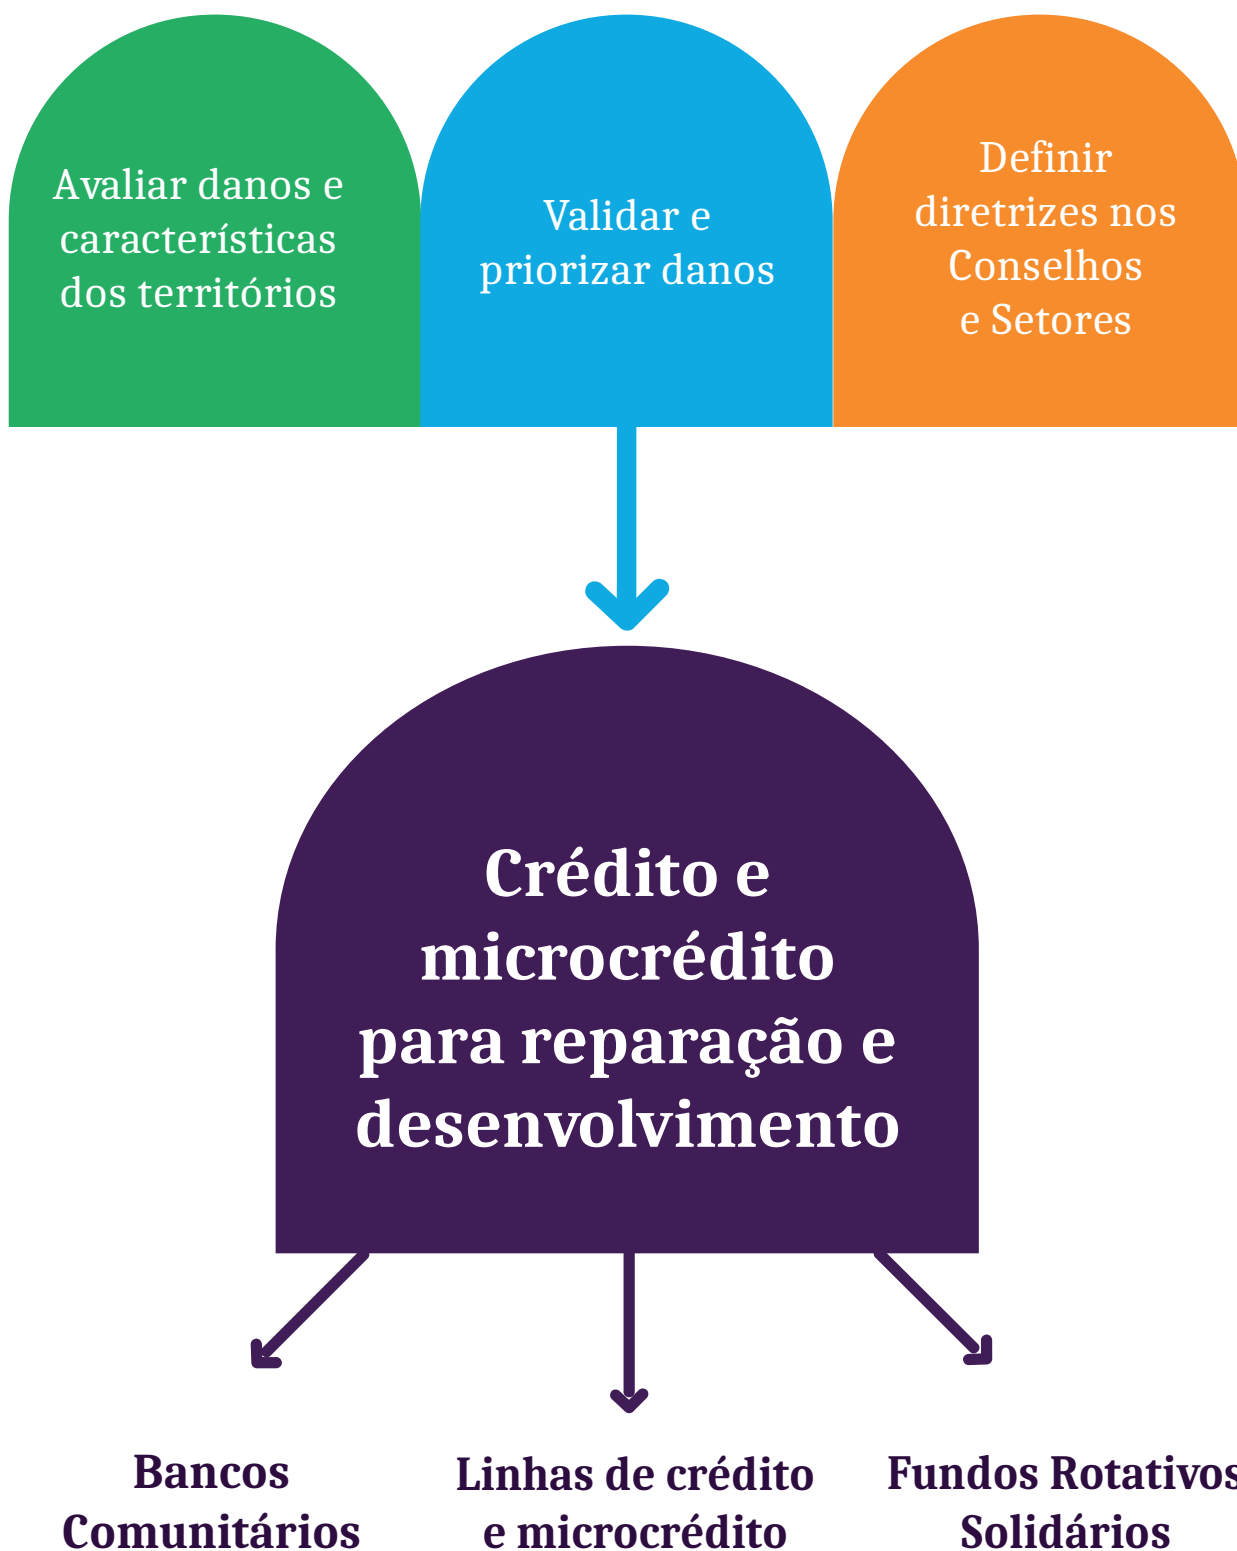 Avaliar danos e
características
dos territórios
Validar e
priorizar danos
Definir
diretrizes nos
Conselhos
e Setores
Crédito e
microcrédito
para reparação e
desenvolvimento
Bancos
Comunitários
Linhas de crédito
e microcrédito
Fundos Rotativos
Solidários